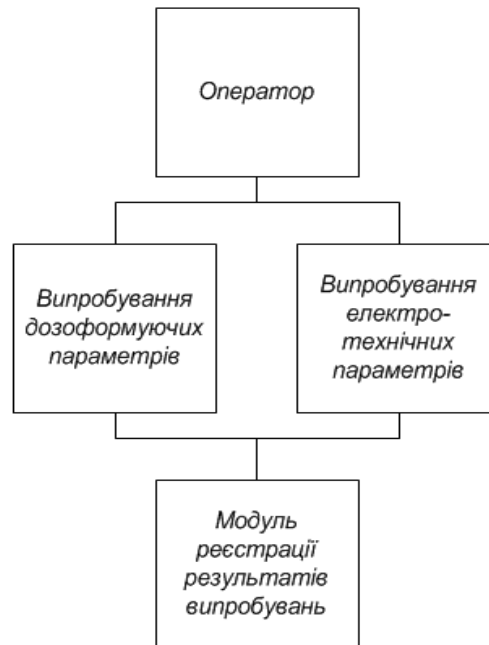 Оператор
Випробування
дозоформуючих
параметрів
Випробування
електро-
технічних
параметрів
Модуль
реєстрації
результатів
випробувань